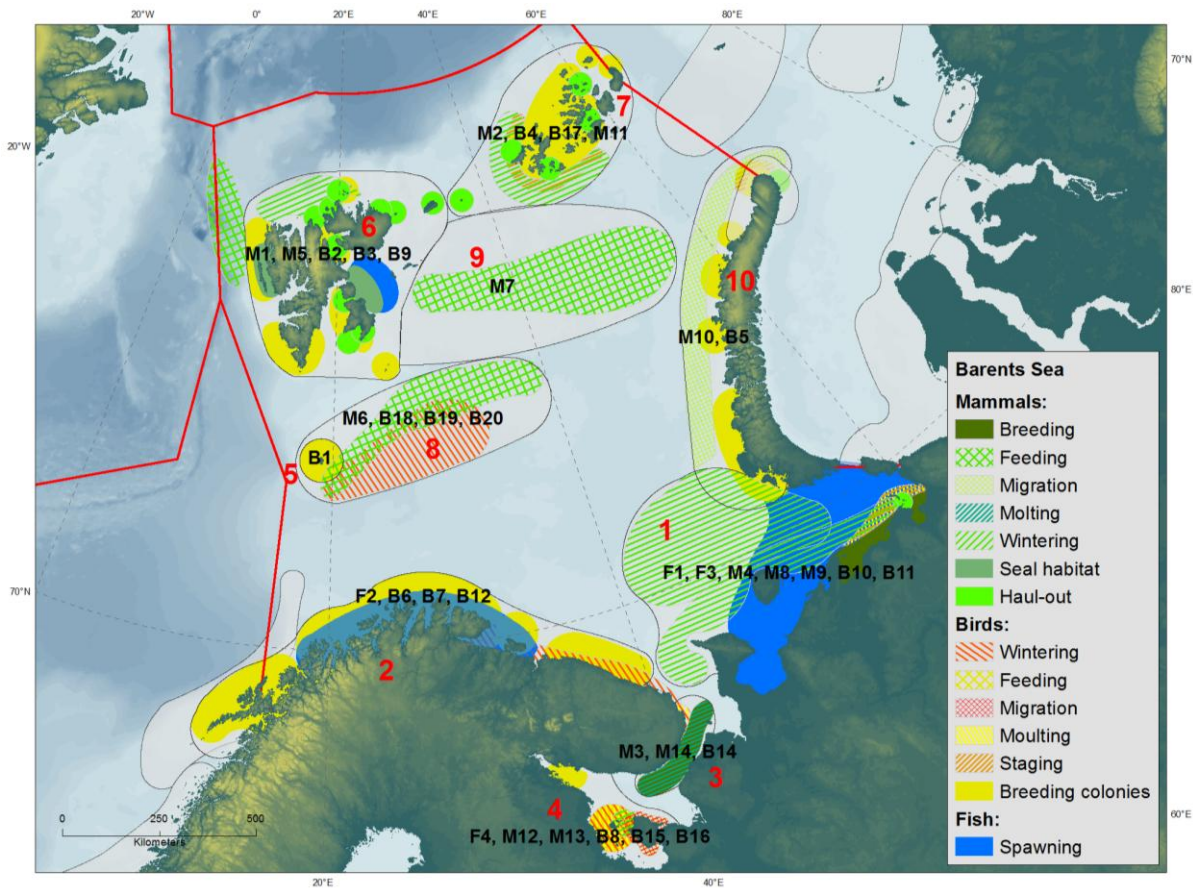 20°W 0° 20°E 40°E 60°E 80°E
70°N
20°W
7
M2, B4, B17, M11
6
M1, M5, B2, B3, B9
9
M7
10
80°E
M10, B5
M6, B18, B19, B20
8
B1
5
1
F1, F3, M4, M8, M9, B10, B11
70°N
F2, B6, B7, B12
2
M3, M14, B14
3
4
F4, M12, M13, B8, B15, B16
0 250 500
Kilometers
60°E
20°E 40°E
Barents Sea
Mammals:
Breeding
Feeding
Migration
Molting
Wintering
Seal habitat
Haul-out
Birds:
Wintering
Feeding
Migration
Moulting
Staging
Breeding colonies
Fish:
Spawning